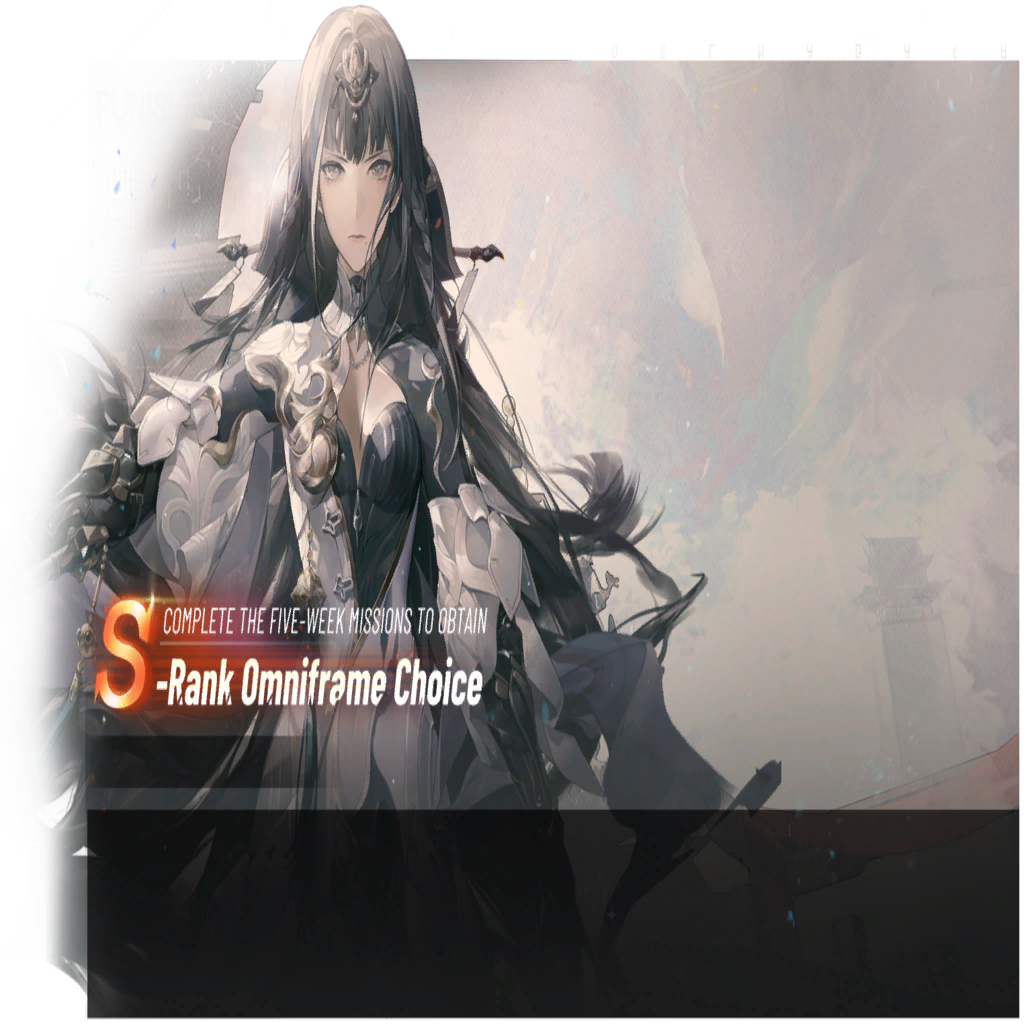 COMPLETE THE FIVE-WEEK MISSIONS TO OBTAIN
S-Rank Omniframe Choice